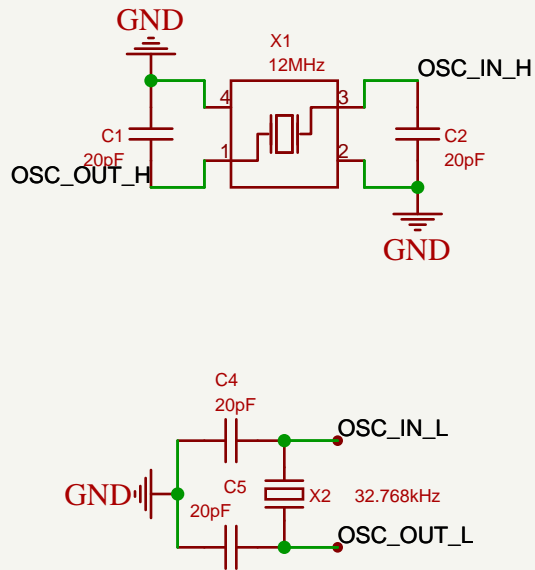 GND
X1
12MHz
OSC_IN_H
4
3
C1
20pF
C2
20pF
1
2
OSC_OUT_H
GND
C4
20pF
OSC_IN_L
GND
C5
20pF
X2
32.768kHz
OSC_OUT_L